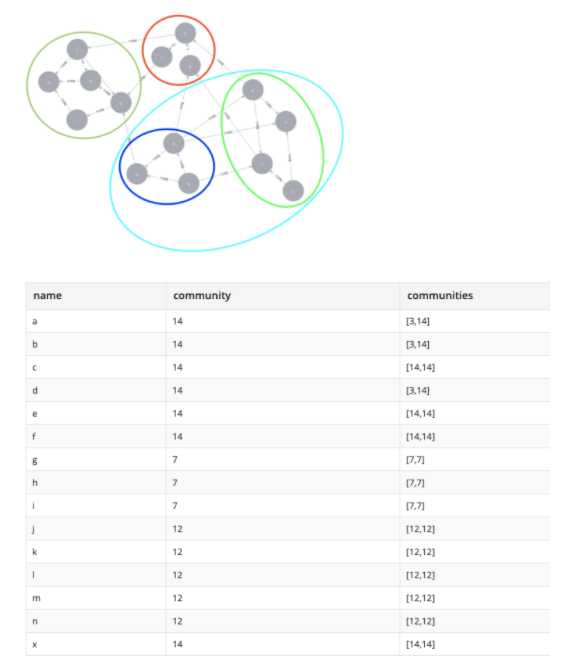 name community communities
a 14 [3,14]
b 14 [3,14]
c 14 [14,14]
d 14 [3,14]
e 14 [14,14]
f 14 [14,14]
g 7 [7,7]
h 7 [7,7]
i 7 [7,7]
j 12 [12,12]
k 12 [12,12]
l 12 [12,12]
m 12 [12,12]
n 12 [12,12]
x 14 [14,14]